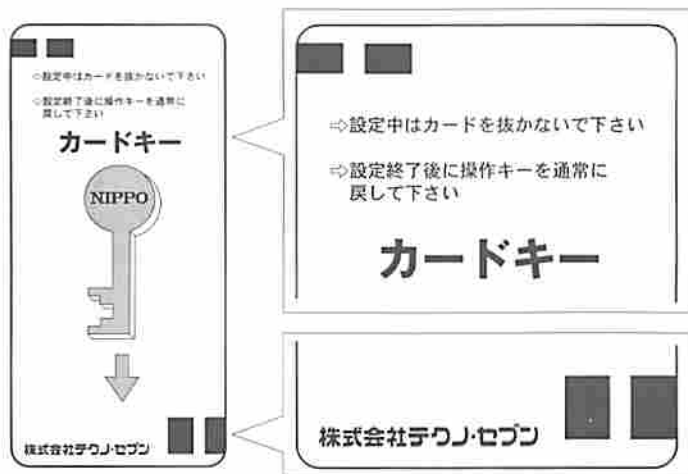 ⇨設定中はカードを抜かないで下さい
⇨設定終了後に操作キーを通常に
戻して下さい
カードキー
NIPPO
株式会社テクノ・セブン
⇨設定中はカードを抜かないで下さい
⇨設定終了後に操作キーを通常に
戻して下さい
カードキー
株式会社テクノ・セブン